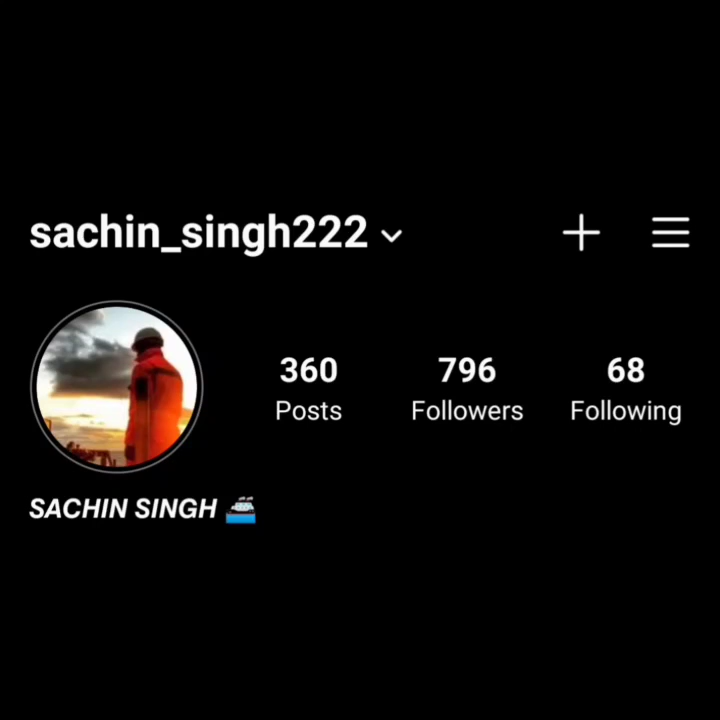 sachin_singh222
360 796 68
Posts Followers Following
SACHIN SINGH 🛳️